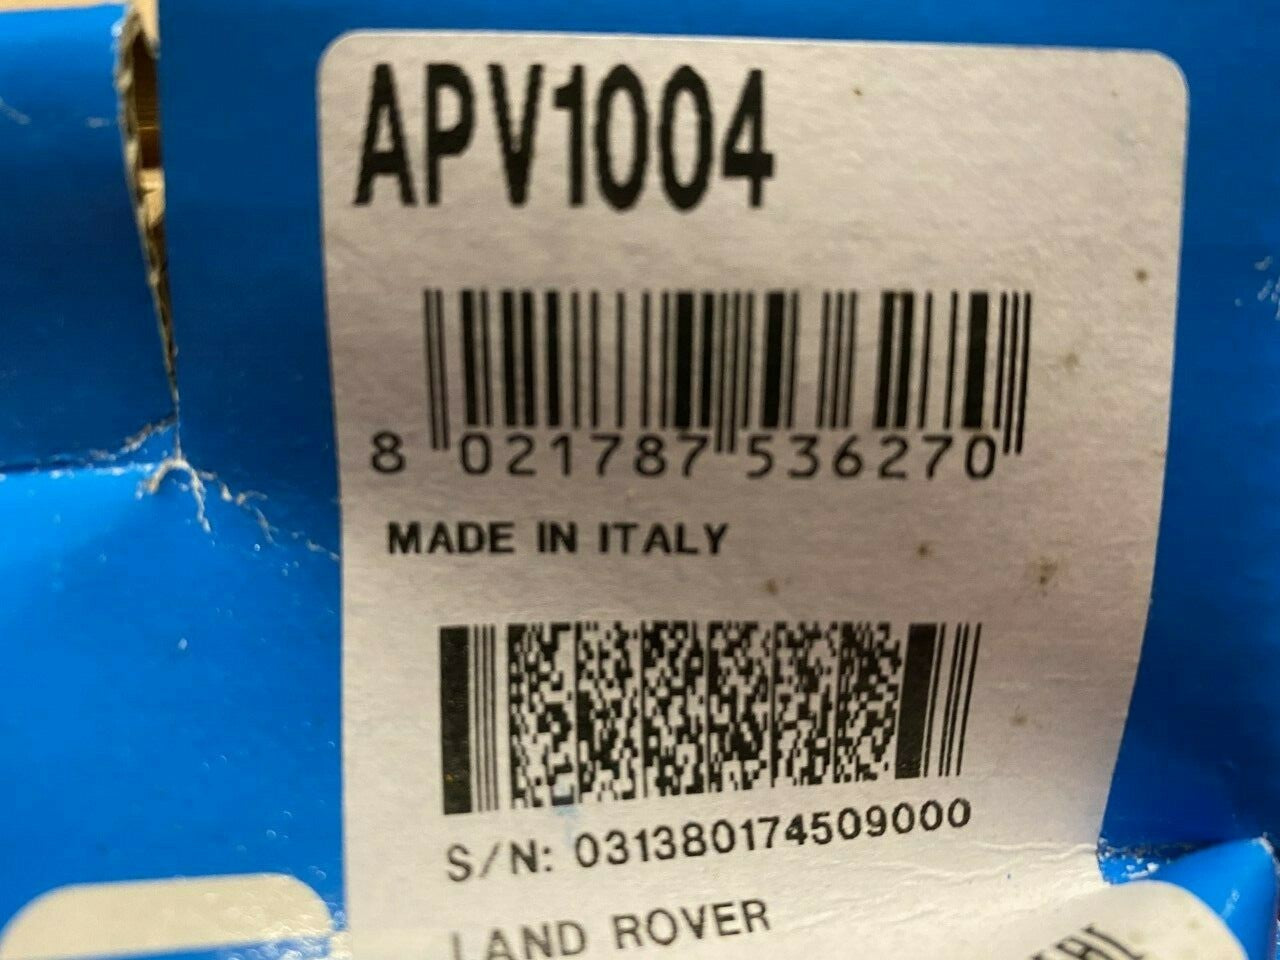 APV1004
8 021787 536270
MADE IN ITALY
S/N: 031380174509000
LAND ROVER